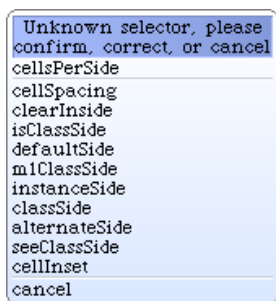 Unknown selector, please
confirm, correct, or cancel
cellsPerSide
cellSpacing
clearInside
isClassSide
defaultSide
m1ClassSide
instanceSide
classSide
alternateSide
seeClassSide
cellInset
cancel